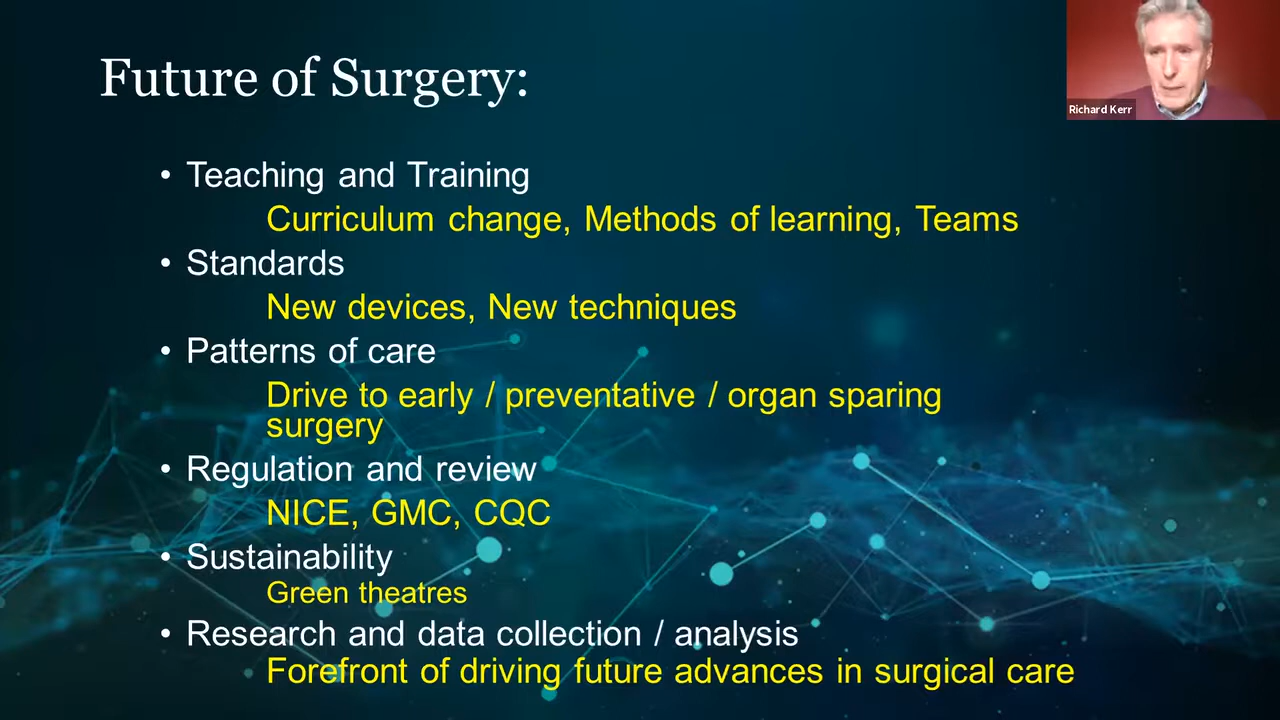 Future of Surgery:
Richard Kerr
• Teaching and Training
Curriculum change, Methods of learning, Teams
• Standards
New devices, New techniques
• Patterns of care
Drive to early / preventative / organ sparing
surgery
• Regulation and review
NICE, GMC, CQC
• Sustainability
Green theatres
• Research and data collection / analysis
Forefront of driving future advances in surgical care